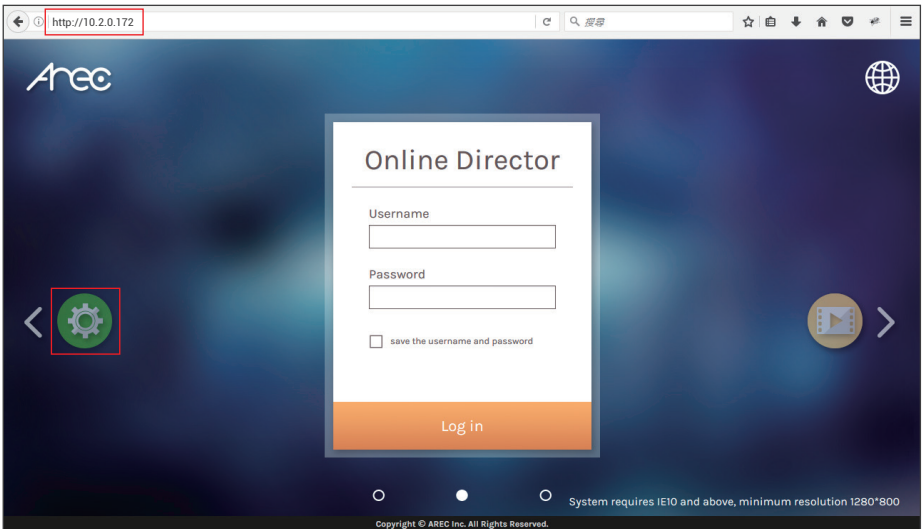 http://10.2.0.172
搜尋
Arec
Online Director
Username
Password
save the username and password
Log in
System requires IE10 and above, minimum resolution 1280*800
Copyright © AREC Inc. All Rights Reserved.